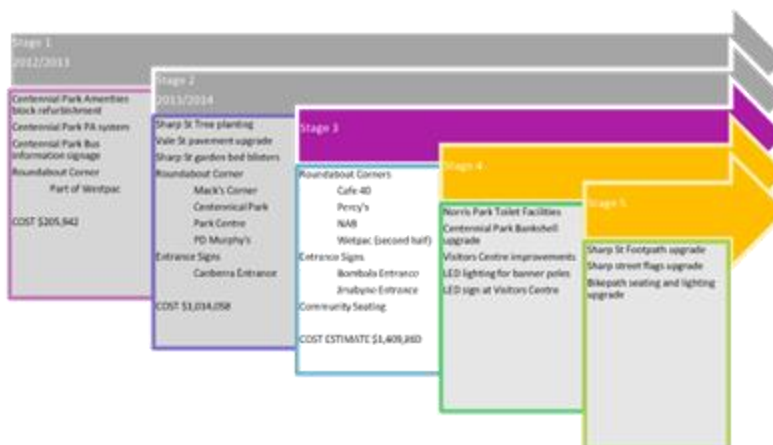 Stage 1
2012/2013
Centennial Park Amenities
block refurbishment
Centennial Park PA system
Centennial Park Bus
information signage
Roundabout Corner
Part of Westpac
COST $205,942
Stage 2
2013/2014
Sharp St Tree planting
Vale St pavement upgrade
Sharp St garden bed blisters
Roundabout Corner
Mack's Corner
Centennical Park
Park Centre
PD Murphy's
Entrance Signs
Canberra Entrance
COST $1,034,058
Stage 3
Roundabout Corners
Cafe 40
Percy's
NAB
Wetpac (second half)
Entrance Signs
Bombala Entrance
Jinabyne Entrance
Community Seating
COST ESTIMATE $1,609,860
Stage 4
Norris Park Toilet Facilities
Centennial Park Bankshell
upgrade
Visitors Centre improvements
LED lighting for banner poles
LED sign at Visitors Centre
Stage 5
Sharp St Footpath upgrade
Sharp street flags upgrade
Bikepath seating and lighting
upgrade